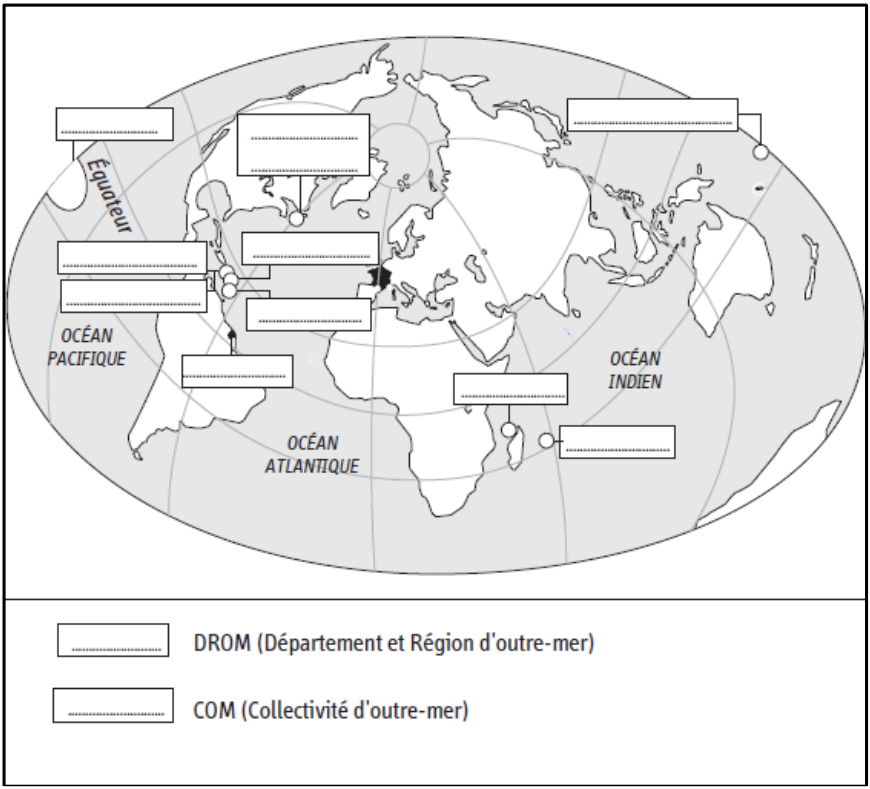 Équateur
OCÉAN
PACIFIQUE
OCÉAN
ATLANTIQUE
OCÉAN
INDIEN
DROM (Département et Région d'outre-mer)
COM (Collectivité d'outre-mer)